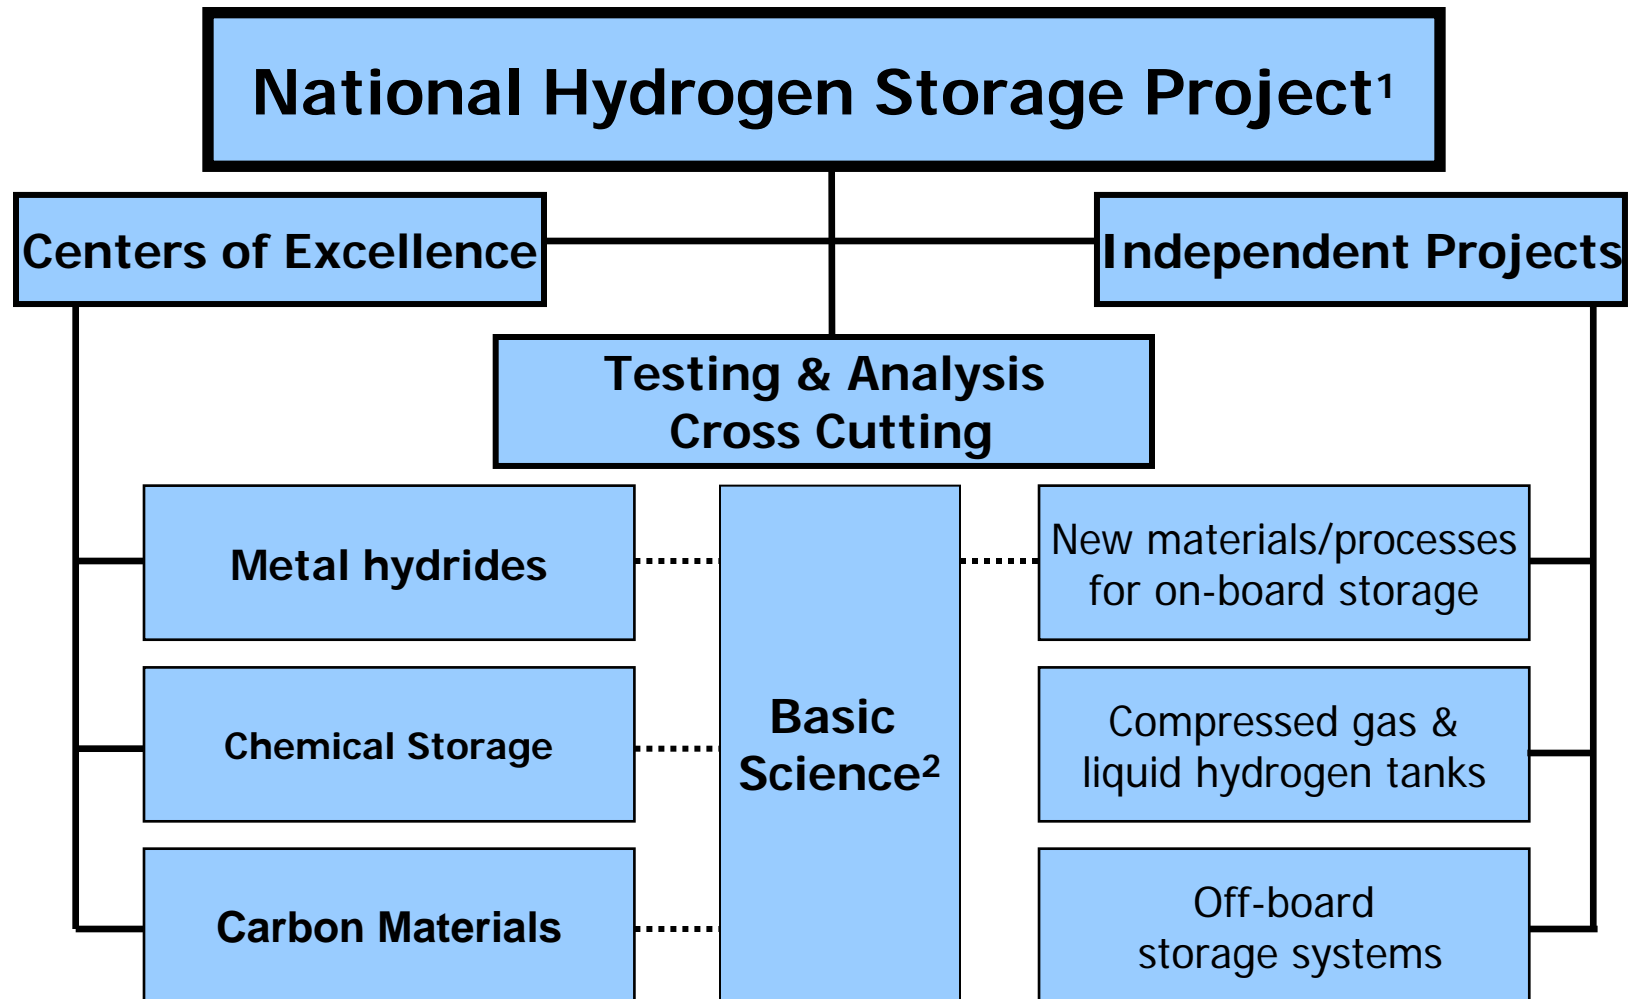 National Hydrogen Storage Project¹
Centers of Excellence
Independent Projects
Testing & Analysis
Cross Cutting
Metal hydrides
Chemical Storage
Carbon Materials
Basic
Science²
New materials/processes
for on-board storage
Compressed gas &
liquid hydrogen tanks
Off-board
storage systems